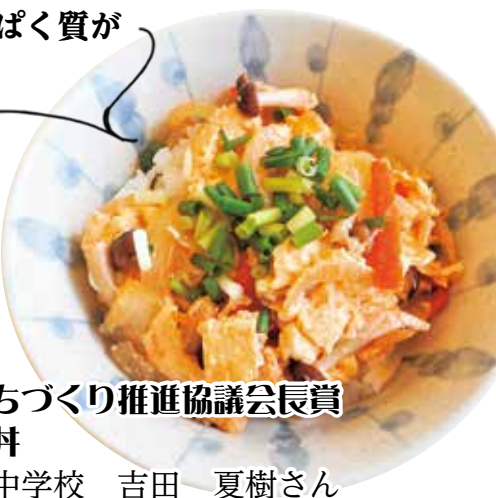 ぱく質が
ちづくり推進協議会長賞
丼
中学校　吉田　夏樹さん